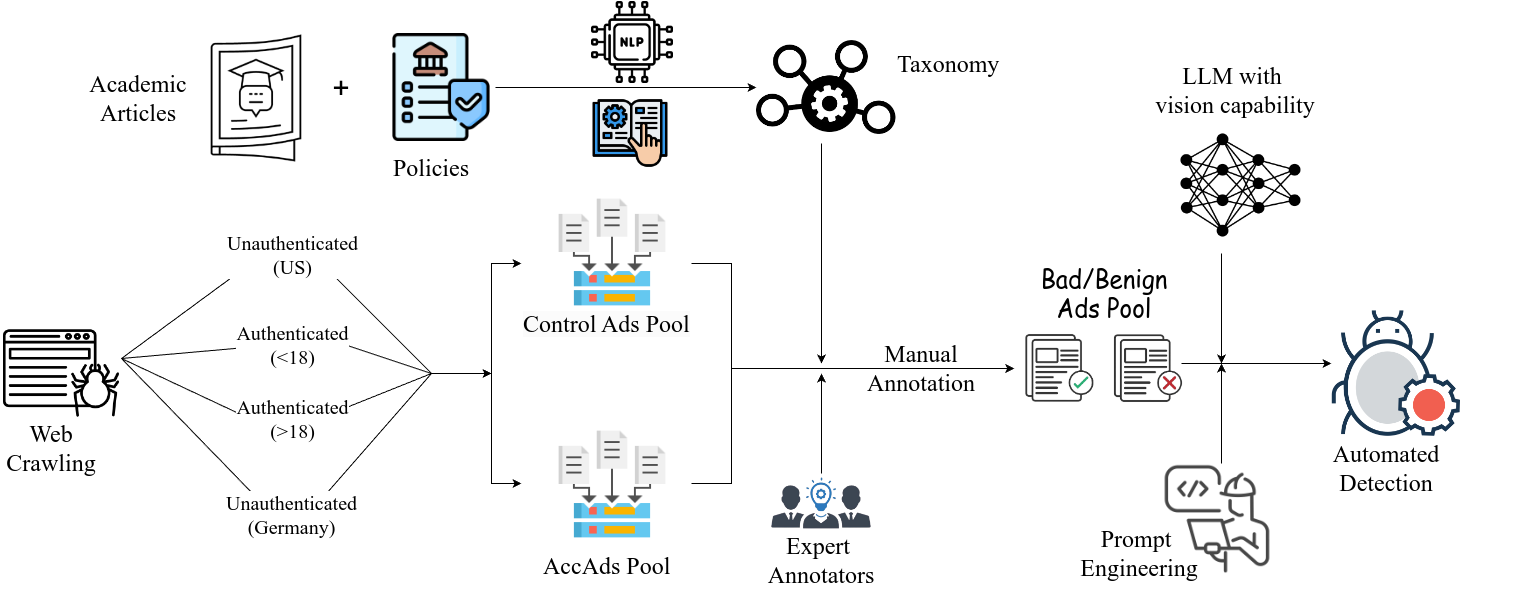 Academic
Articles
+
Policies
NLP
Taxonomy
LLM with
vision capability
Unauthenticated
(US)
Authenticated
(<18)
Authenticated
(>18)
Unauthenticated
(Germany)
Web
Crawling
Control Ads Pool
AccAds Pool
Manual
Annotation
Expert
Annotators
Bad/Benign
Ads Pool
</>
Prompt
Engineering
Automated
Detection